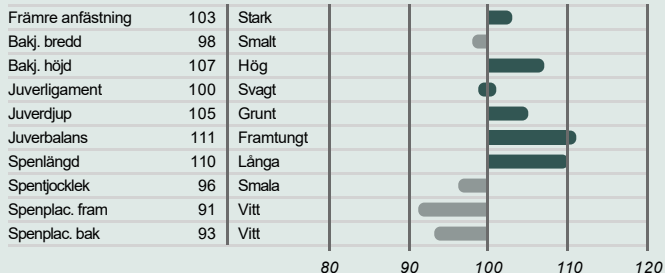 Främre anfästning 103 Stark
Bakj. bredd 98 Smalt
Bakj. höjd 107 Hög
Juverligament 100 Svagt
Juverdjup 105 Grunt
Juverbalans 111 Framtungt
Spenlängd 110 Långa
Spentjocklek 96 Smala
Spenplac. fram 91 Vitt
Spenplac. bak 93 Vitt
80 90 100 110 120